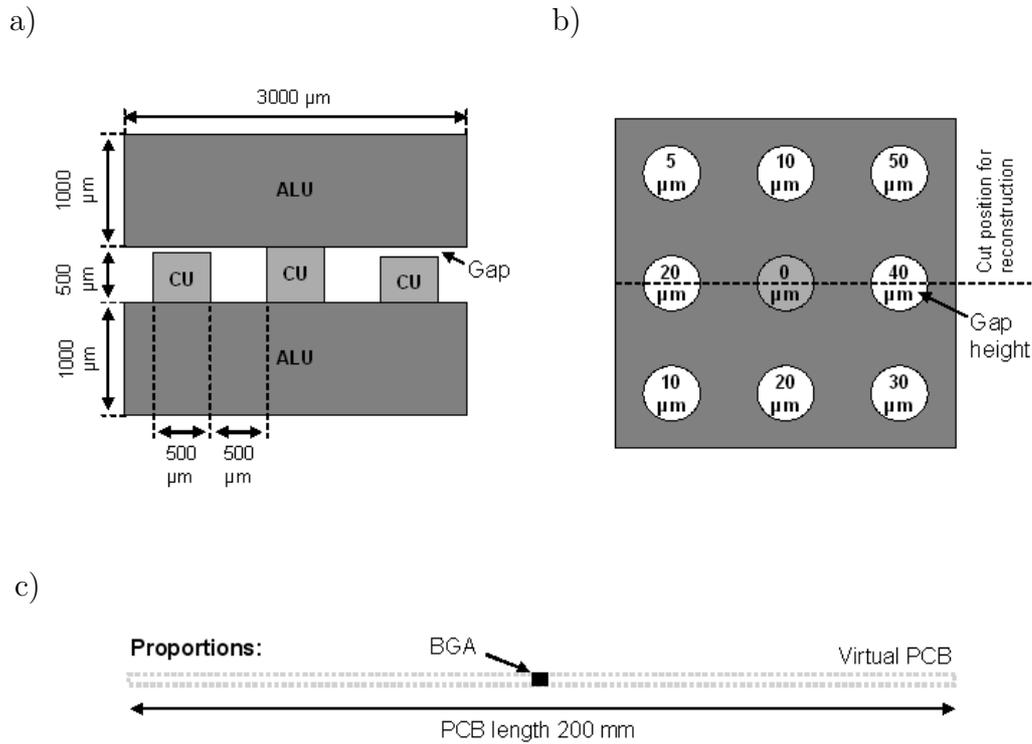 a)
3000 µm
1000
µm
ALU
500
µm
CU
CU
CU
Gap
1000
µm
ALU
500
µm
500
µm
b)
5
µm
10
µm
50
µm
20
µm
0
µm
40
µm
10
µm
20
µm
30
µm
Cut position for
reconstruction
Gap
height
c)
Proportions:
BGA
Virtual PCB
PCB length 200 mm